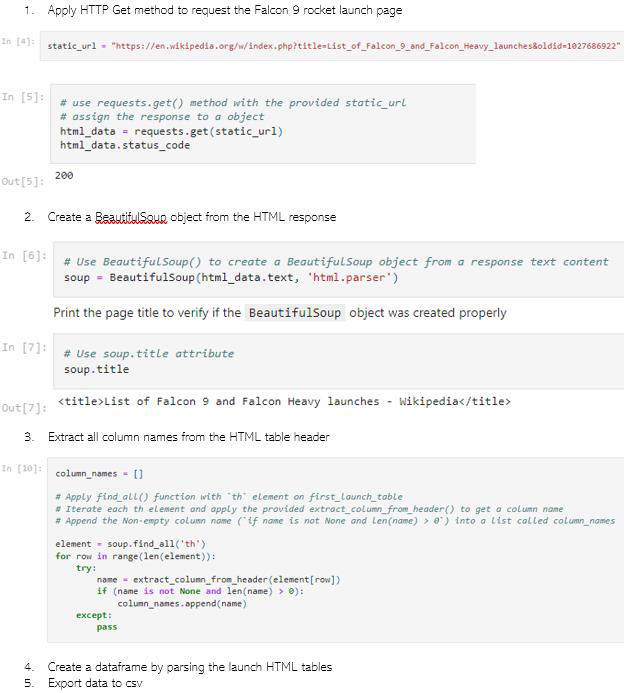 1. Apply HTTP Get method to request the Falcon 9 rocket launch page
In [4]: static_url = "https://en.wikipedia.org/w/index.php?title=List_of_Falcon_9_and_Falcon_Heavy_launches&oldid=1027686922"
In [5]: # use requests.get() method with the provided static_url
# assign the response to a object
html_data = requests.get(static_url)
html_data.status_code
Out[5]: 200
2. Create a BeautifulSoup object from the HTML response
In [6]: # Use BeautifulSoup() to create a BeautifulSoup object from a response text content
soup = BeautifulSoup(html_data.text, 'html.parser')
Print the page title to verify if the BeautifulSoup object was created properly
In [7]: # Use soup.title attribute
soup.title
Out[7]: <title>List of Falcon 9 and Falcon Heavy launches - Wikipedia</title>
3. Extract all column names from the HTML table header
In [10]: column_names = []
# Apply find_all() function with `th` element on first_launch_table
# Iterate each th element and apply the provided extract_column_from_header() to get a column name
# Append the Non-empty column name (`if name is not None and len(name) > 0`) into a list called column_names
element = soup.find_all('th')
for row in range(len(element)):
try:
name = extract_column_from_header(element[row])
if (name is not None and len(name) > 0):
column_names.append(name)
except:
pass
4. Create a dataframe by parsing the launch HTML tables
5. Export data to csv